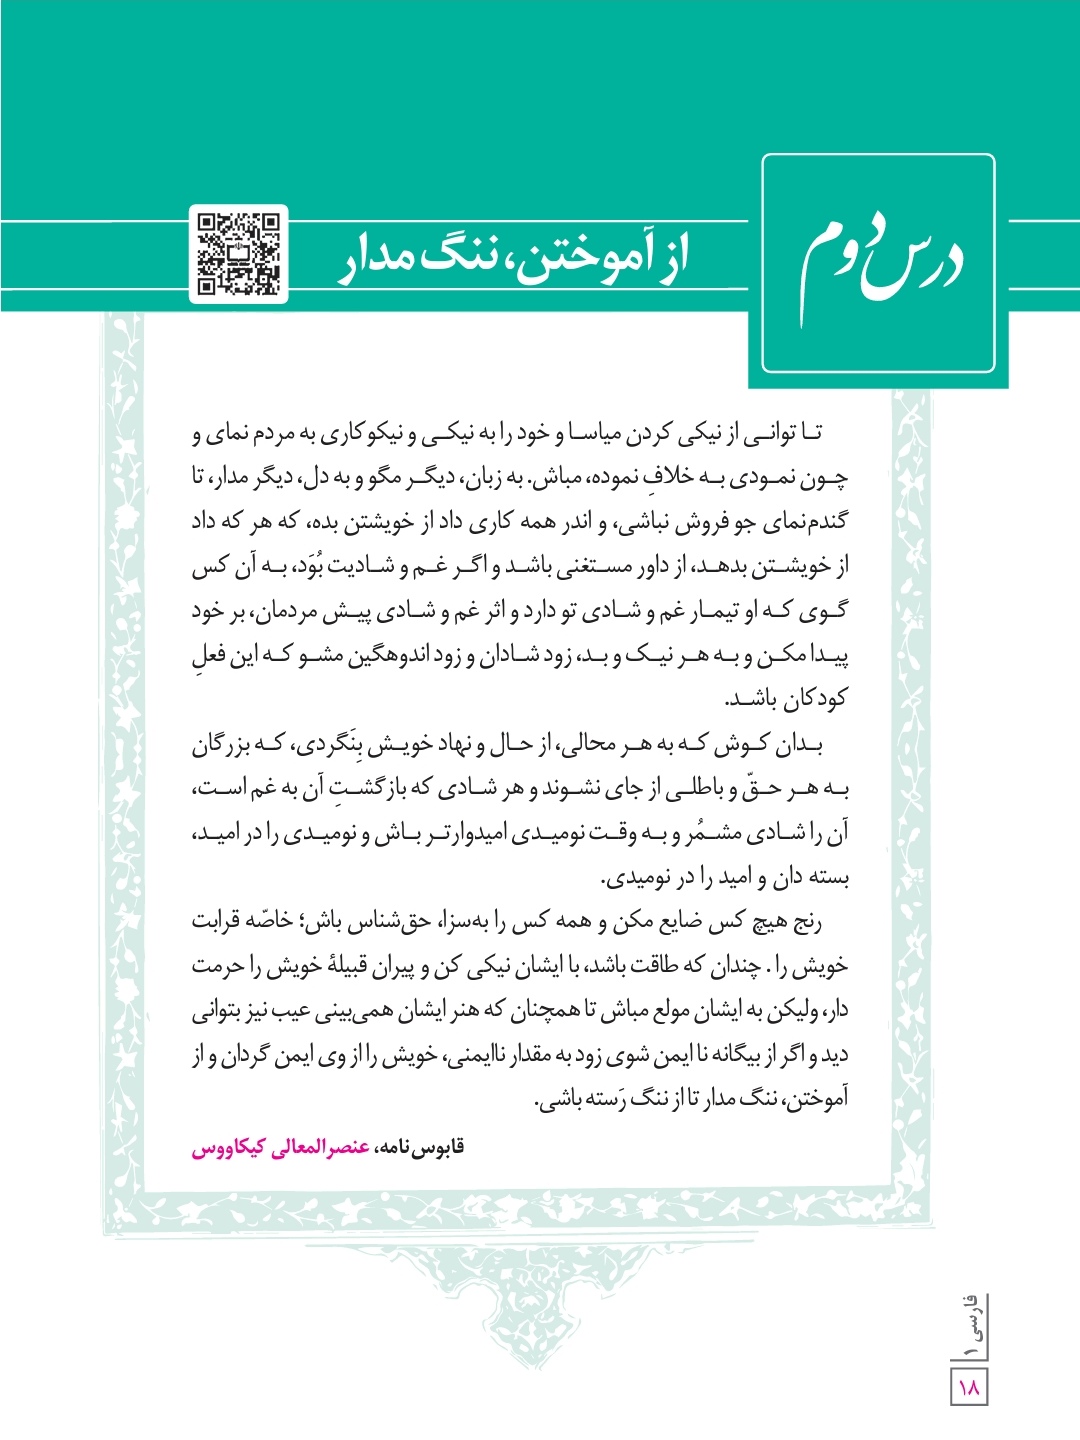 درس دوم
از آموختن، ننگ مدار
تا توانی از نیکی کردن میاسا و خود را به نیکی و نیکوکاری به مردم نمای و
چون نمودی به خلافِ نموده، مباش. به زبان، دیگر مگو و به دل، دیگر مدار، تا
گندم‌نمای جو فروش نباشی، و اندر همه کاری داد از خویشتن بده، که هر که داد
از خویشتن بدهد، از داور مستغنی باشد و اگر غم و شادیت بُوَد، به آن کس
گوی که او تیمار غم و شادی تو دارد و اثر غم و شادی پیش مردمان، بر خود
پیدا مکن و به هر نیک و بد، زود شادان و زود اندوهگین مشو که این فعلِ
کودکان باشد.
بدان کوش که به هر محالی، از حال و نهاد خویش بِنَگردی، که بزرگان
به هر حقّ و باطلی از جای نشوند و هر شادی که بازگشتِ آن به غم است،
آن را شادی مشمُر و به وقت نومیدی امیدوارتر باش و نومیدی را در امید،
بسته دان و امید را در نومیدی.
رنج هیچ کس ضایع مکن و همه کس را به‌سزا، حق‌شناس باش؛ خاصّه قرابت
خویش را. چندان که طاقت باشد، با ایشان نیکی کن و پیران قبیلهٔ خویش را حرمت
دار، ولیکن به ایشان مولع مباش تا همچنان که هنر ایشان همی‌بینی عیب نیز بتوانی
دید و اگر از بیگانه نا ایمن شوی زود به مقدار ناایمنی، خویش را از وی ایمن گردان و از
آموختن، ننگ مدار تا از ننگ رَسته باشی.
قابوس‌نامه، عنصرالمعالی کیکاووس
فارسی ۱
۱۸